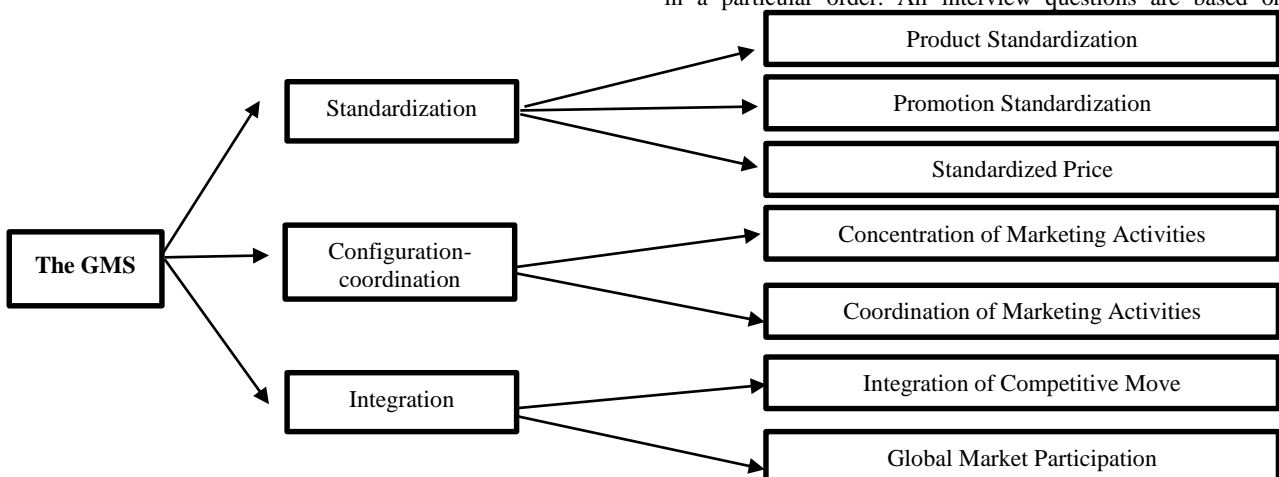 in a particular order. All interview questions are based on
Product Standardization
Standardization
Promotion Standardization
Standardized Price
The GMS
Configuration-
coordination
Concentration of Marketing Activities
Coordination of Marketing Activities
Integration
Integration of Competitive Move
Global Market Participation